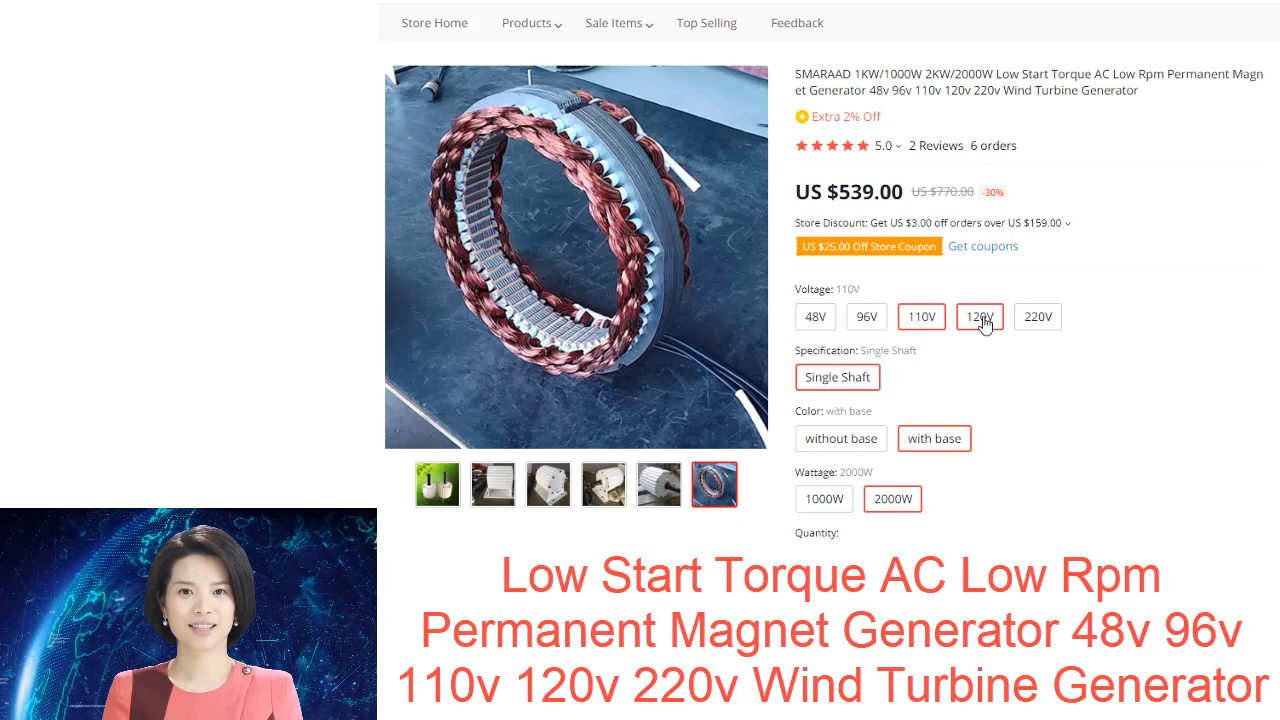 Store Home Products Sale Items Top Selling Feedback
SMARAAD 1KW/1000W 2KW/2000W Low Start Torque AC Low Rpm Permanent Magn
et Generator 48v 96v 110v 120v 220v Wind Turbine Generator
Extra 2% Off
5.0 2 Reviews 6 orders
US $539.00 US $770.00 -30%
Store Discount: Get US $3.00 off orders over US $159.00
US $25.00 Off Store Coupon Get coupons
Voltage: 110V
48V 96V 110V 120V 220V
Specification: Single Shaft
Single Shaft
Color: with base
without base with base
Wattage: 2000W
1000W 2000W
Quantity:
Low Start Torque AC Low Rpm
Permanent Magnet Generator 48v 96v
110v 120v 220v Wind Turbine Generator